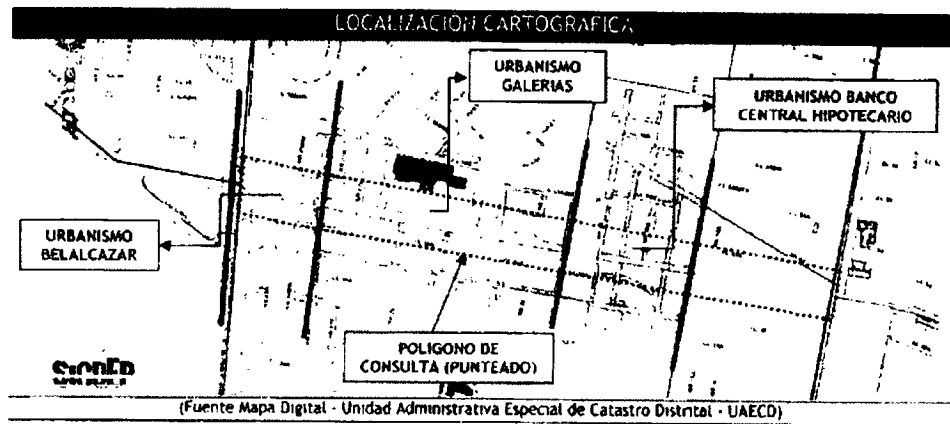 LOCALIZACIÓN CARTOGRAFICA
URBANISMO
GALERIAS
URBANISMO BANCO
CENTRAL HIPOTECARIO
URBANISMO
BELALCAZAR
POLIGONO DE
CONSULTA (PUNTEADO)
(Fuente Mapa Digital - Unidad Administrativa Especial de Catastro Distrital - UAECD)